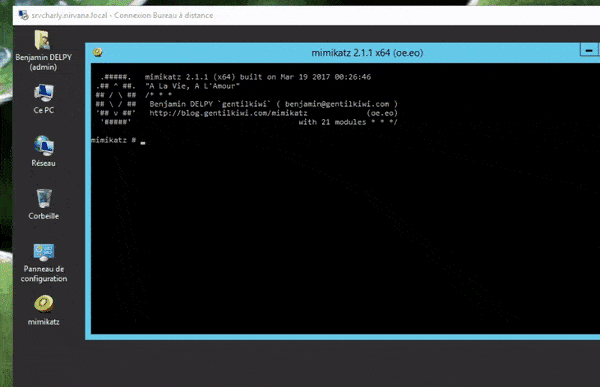 srvcharly.nirvana.local - Connexion Bureau à distance
Benjamin DELPY
(admin)
Ce PC
Réseau
Corbeille
Panneau de
configuration
mimikatz
mimikatz 2.1.1 x64 (oe.eo)
.#####.   mimikatz 2.1.1 (x64) built on Mar 19 2017 00:26:46
.## ^ ##.  "A La Vie, A L'Amour"
## / \ ##  /* * *
## \ / ##   Benjamin DELPY `gentilkiwi` ( benjamin@gentilkiwi.com )
'## v ##'   http://blog.gentilkiwi.com/mimikatz             (oe.eo)
'#####'                                     with 21 modules * * */
mimikatz # _